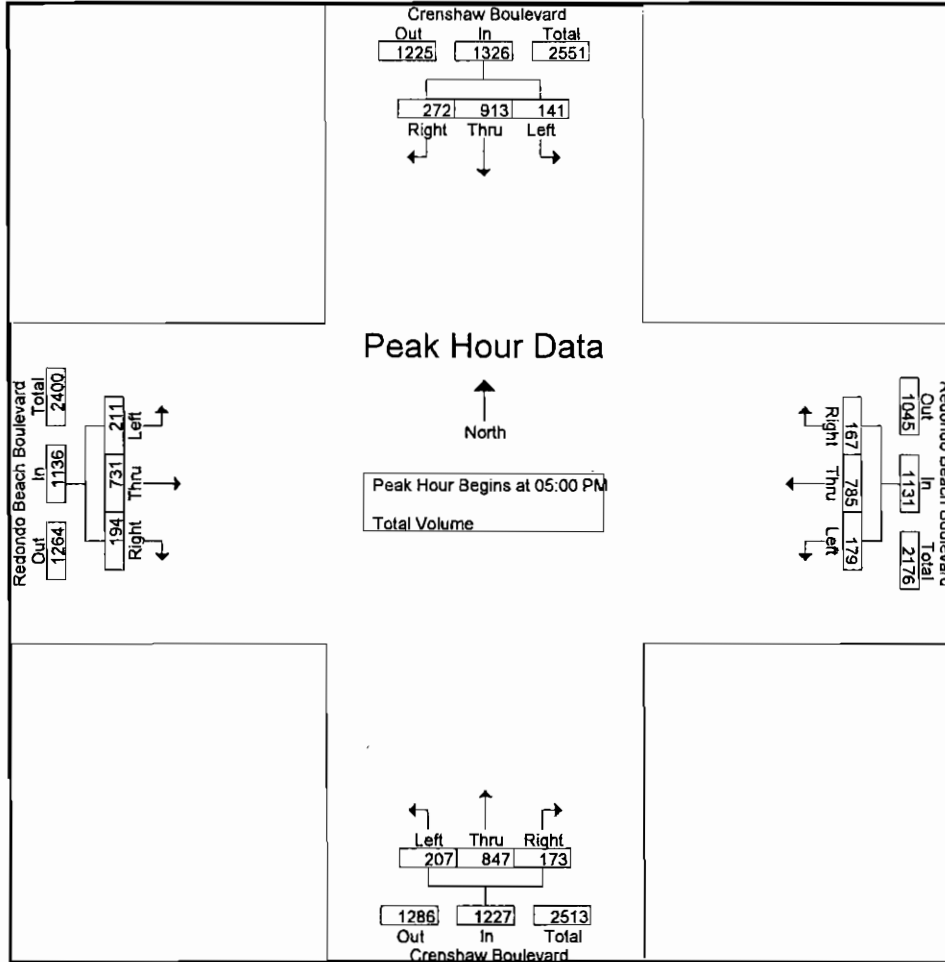 Crenshaw Boulevard
Out In Total
1225 1326 2551
272 913 141
Right Thru Left
Peak Hour Data
North
Peak Hour Begins at 05:00 PM
Total Volume
Redondo Beach Boulevard
Out In Total
1264 1136 2400
194 731 211
Right Thru Left
Redondo Beach Boulevard
Out In Total
1045 1131 2176
167 785 179
Right Thru Left
Left Thru Right
207 847 173
1286 1227 2513
Out In Total
Crenshaw Boulevard